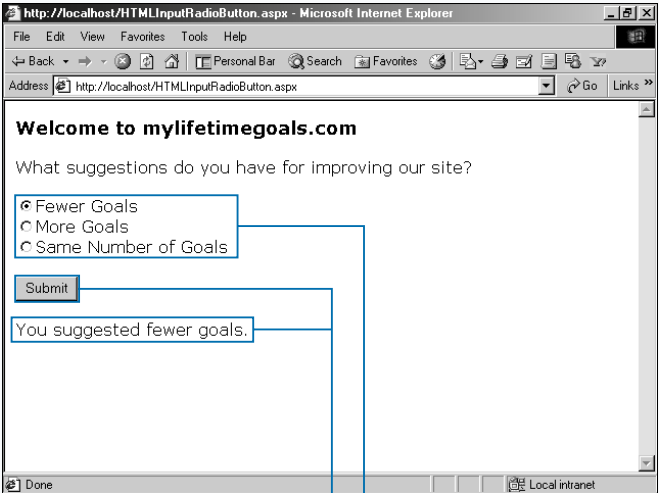 http://localhost/HTMLInputRadioButton.aspx - Microsoft Internet Explorer
File Edit View Favorites Tools Help
Back Personal Bar Search Favorites
Address http://localhost/HTMLInputRadioButton.aspx Go Links »
Welcome to mylifetimegoals.com
What suggestions do you have for improving our site?
Fewer Goals
More Goals
Same Number of Goals
Submit
You suggested fewer goals.
Done Local intranet